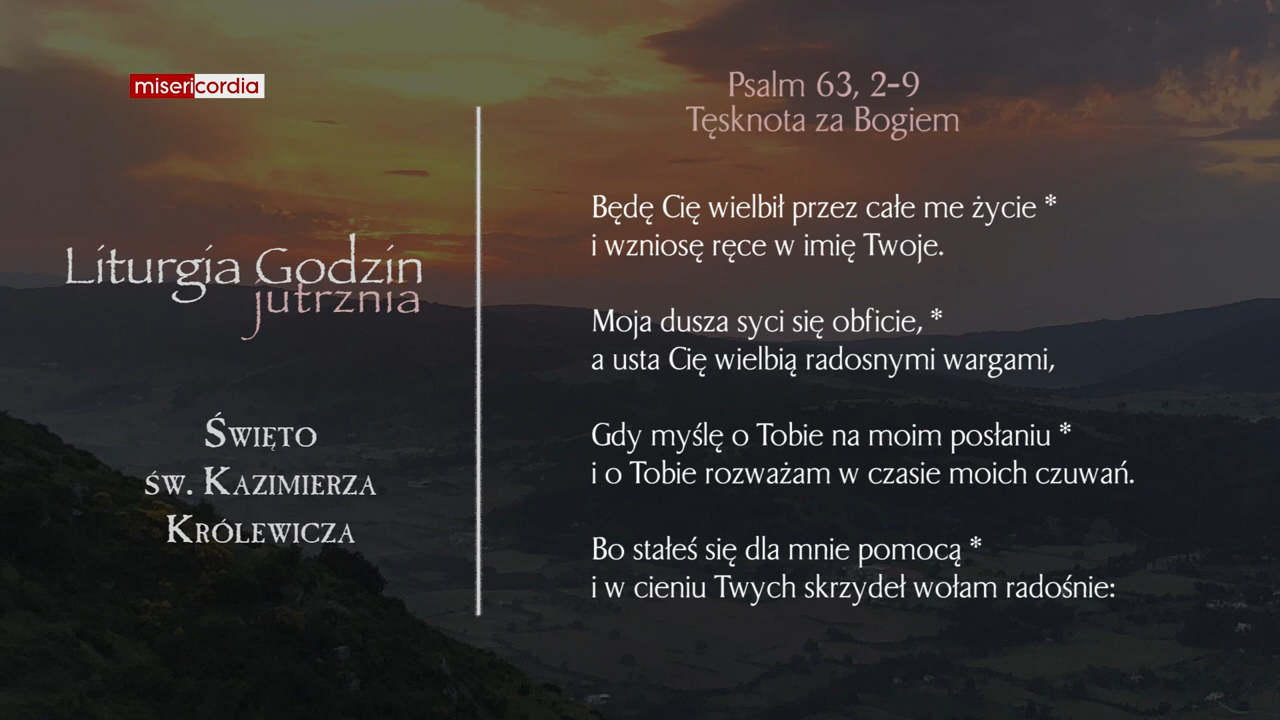 misericordia
Liturgia Godzin
jutrznia
Święto
św. Kazimierza
Królewicza
Psalm 63, 2-9
Tęsknota za Bogiem
Będę Cię wielbił przez całe me życie *
i wzniosę ręce w imię Twoje.
Moja dusza syci się obficie, *
a usta Cię wielbią radosnymi wargami,
Gdy myślę o Tobie na moim posłaniu *
i o Tobie rozważam w czasie moich czuwań.
Bo stałeś się dla mnie pomocą *
i w cieniu Twych skrzydeł wołam radośnie: